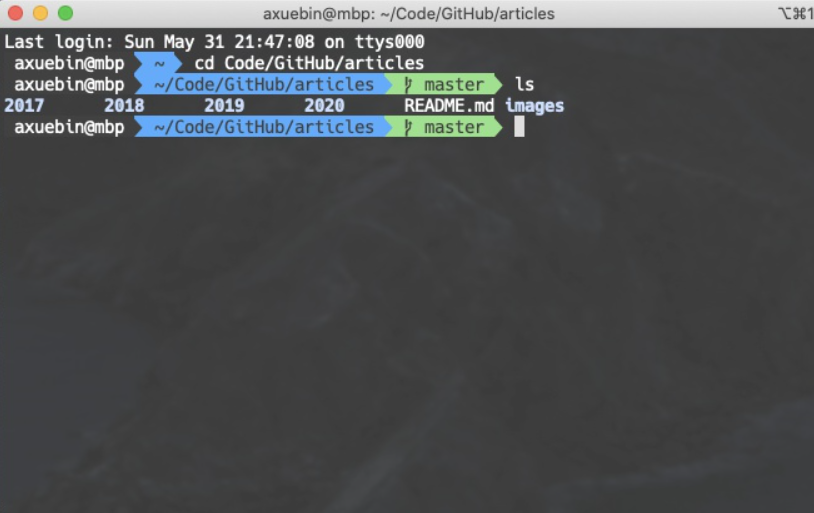 axuebin@mbp: ~/Code/GitHub/articles ⌥⌘1
Last login: Sun May 31 21:47:08 on ttys000
axuebin@mbp ~ cd Code/GitHub/articles
axuebin@mbp ~/Code/GitHub/articles master ls
2017 2018 2019 2020 README.md images
axuebin@mbp ~/Code/GitHub/articles master